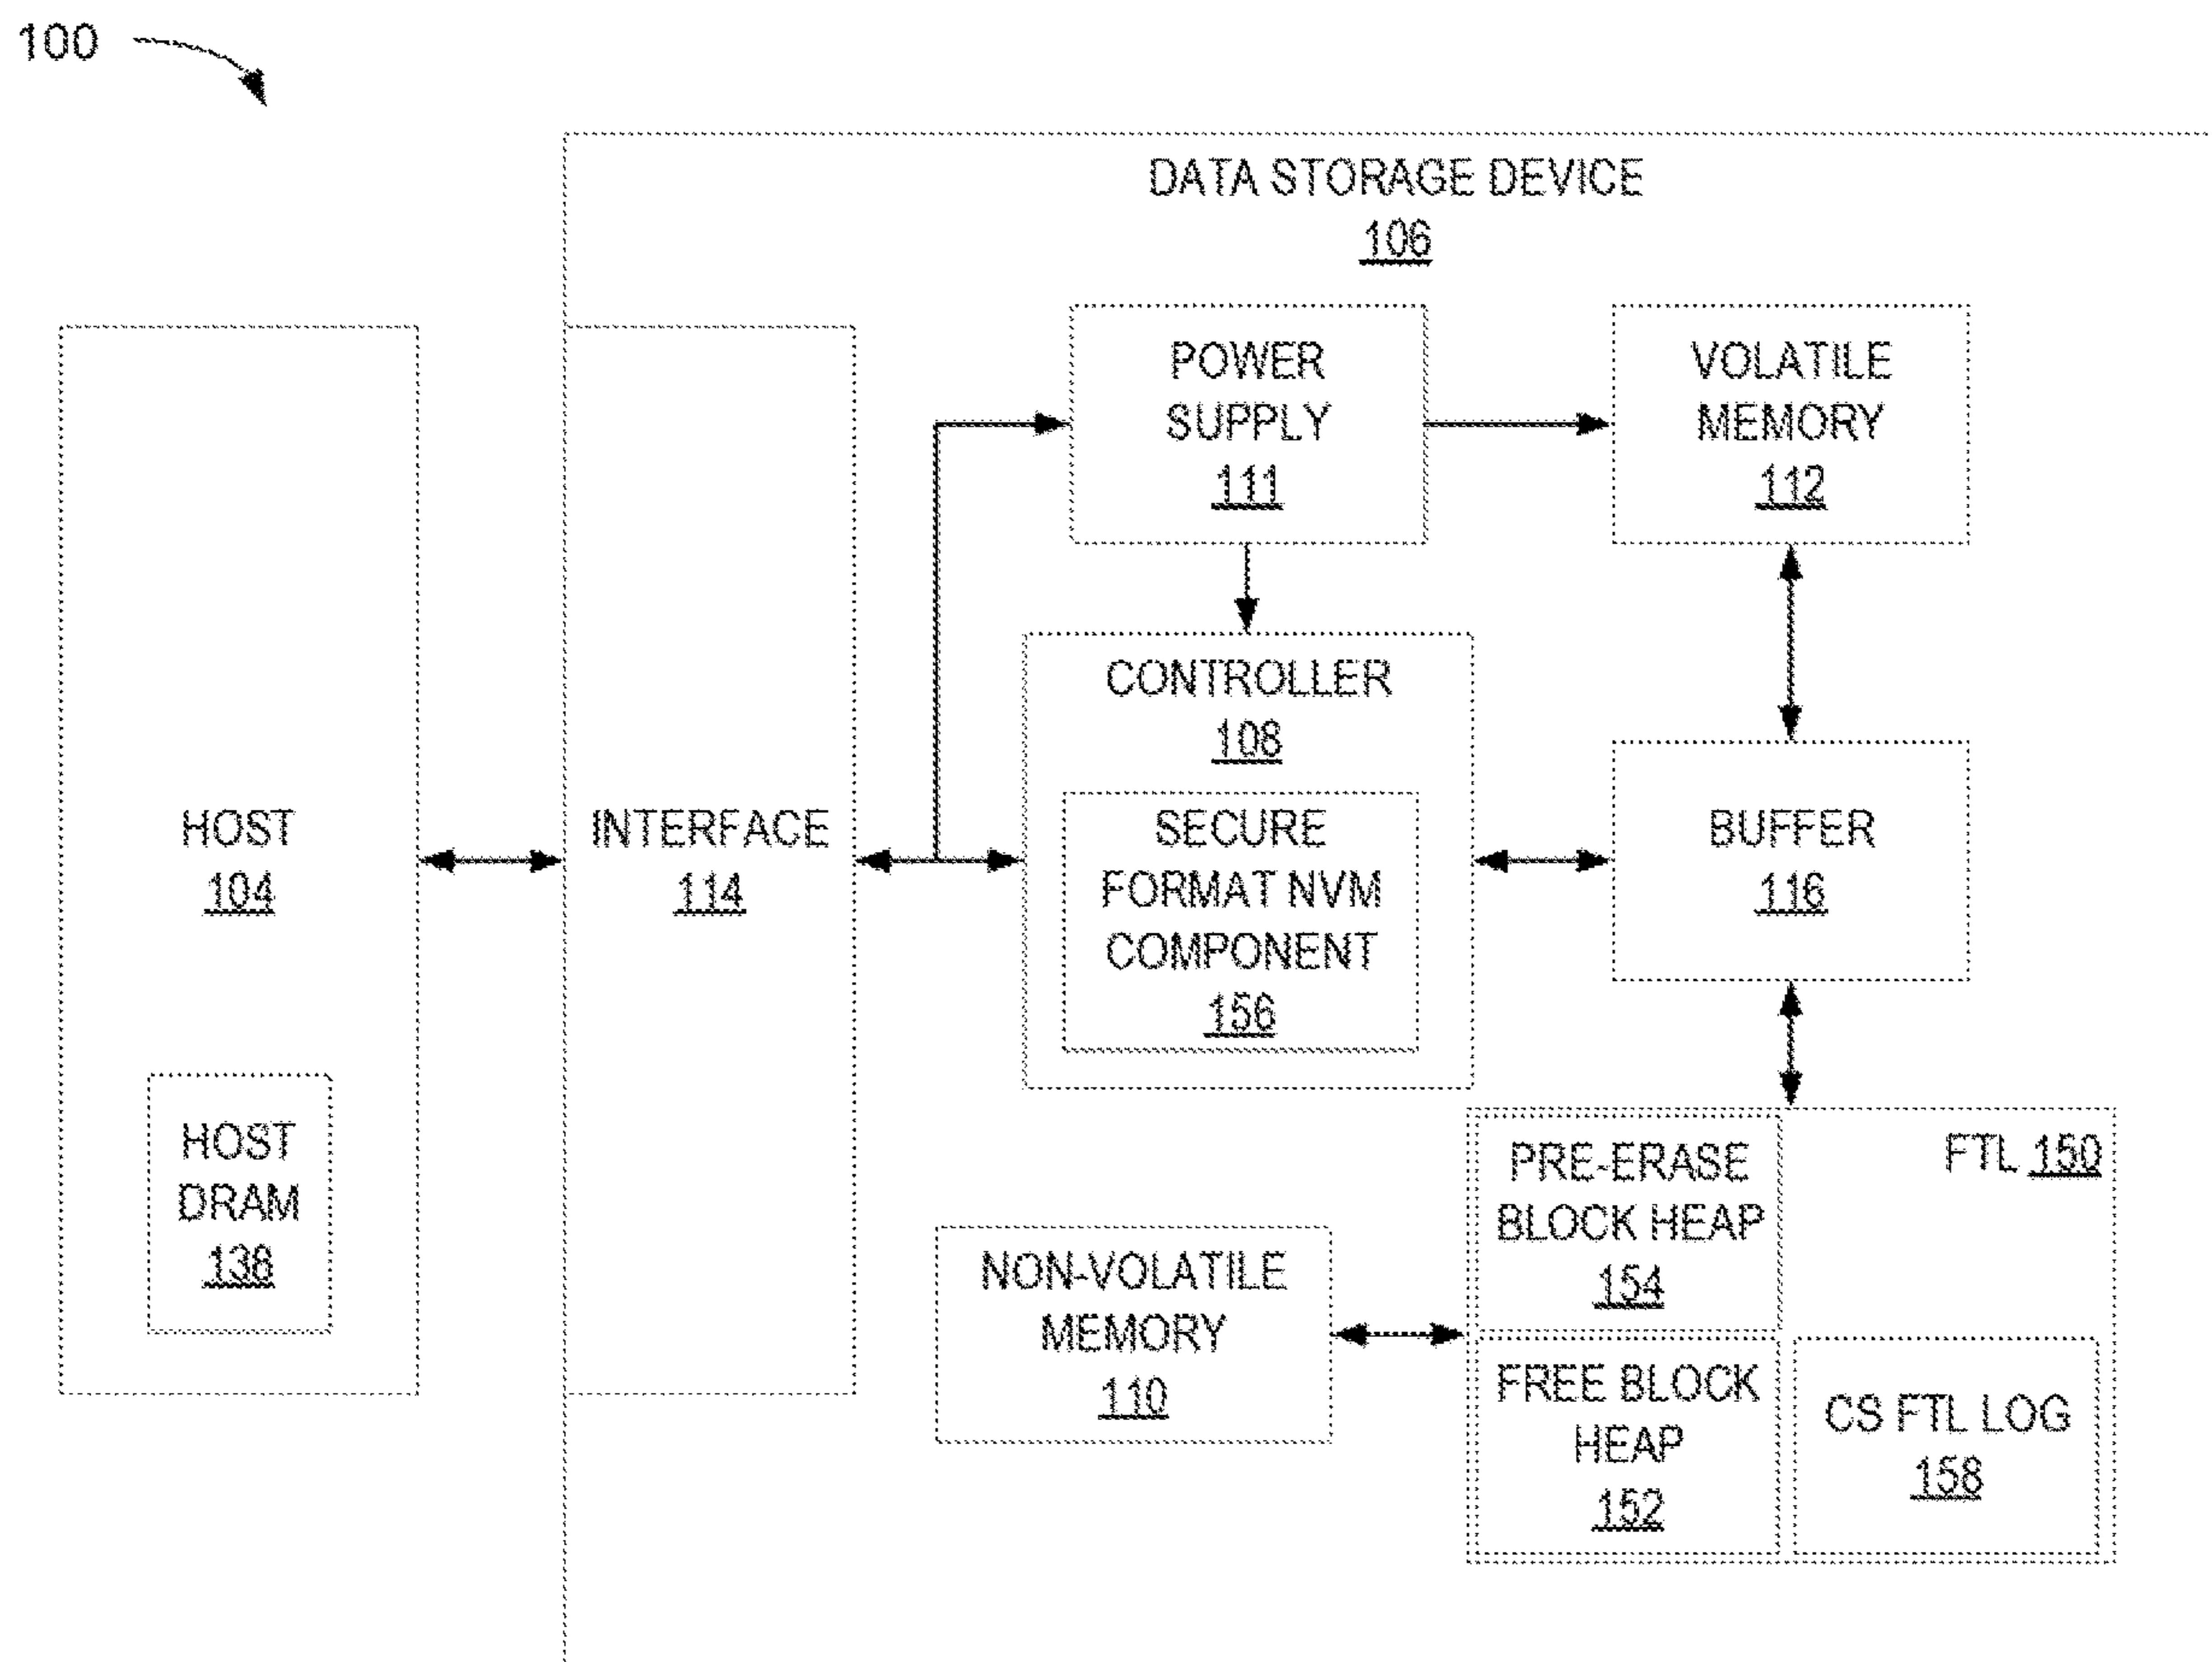 100
DATA STORAGE DEVICE
106
POWER
SUPPLY
111
VOLATILE
MEMORY
112
CONTROLLER
108
SECURE
FORMAT NVM
COMPONENT
156
HOST
104
INTERFACE
114
BUFFER
116
HOST
DRAM
138
PRE-ERASE
BLOCK HEAP
154
FTL 150
NON-VOLATILE
MEMORY
110
FREE BLOCK
HEAP
152
CS FTL LOG
158